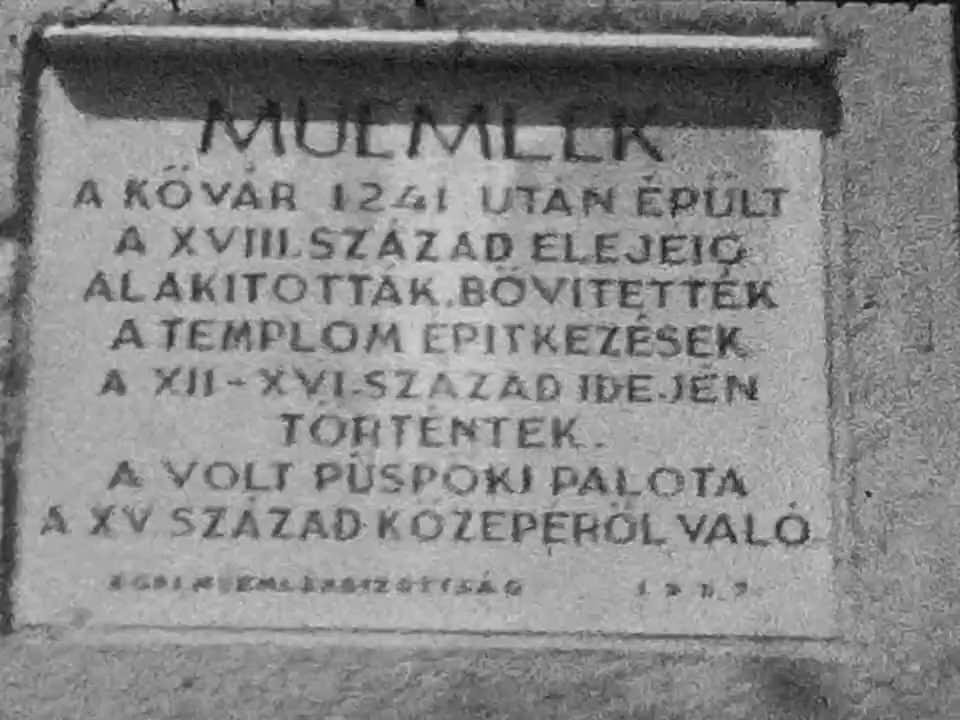 MŰEMLÉK
A KŐVÁR 1241 UTÁN ÉPÜLT
A XVIII. SZÁZAD ELEJÉIG
ALAKITOTTÁK, BŐVITETTÉK
A TEMPLOM ÉPITKEZÉSEK
A XII-XVI. SZÁZAD IDEJÉN
TÖRTÉNTEK.
A VOLT PÜSPÖKI PALOTA
A XV. SZÁZAD KÖZEPÉRŐL VALÓ